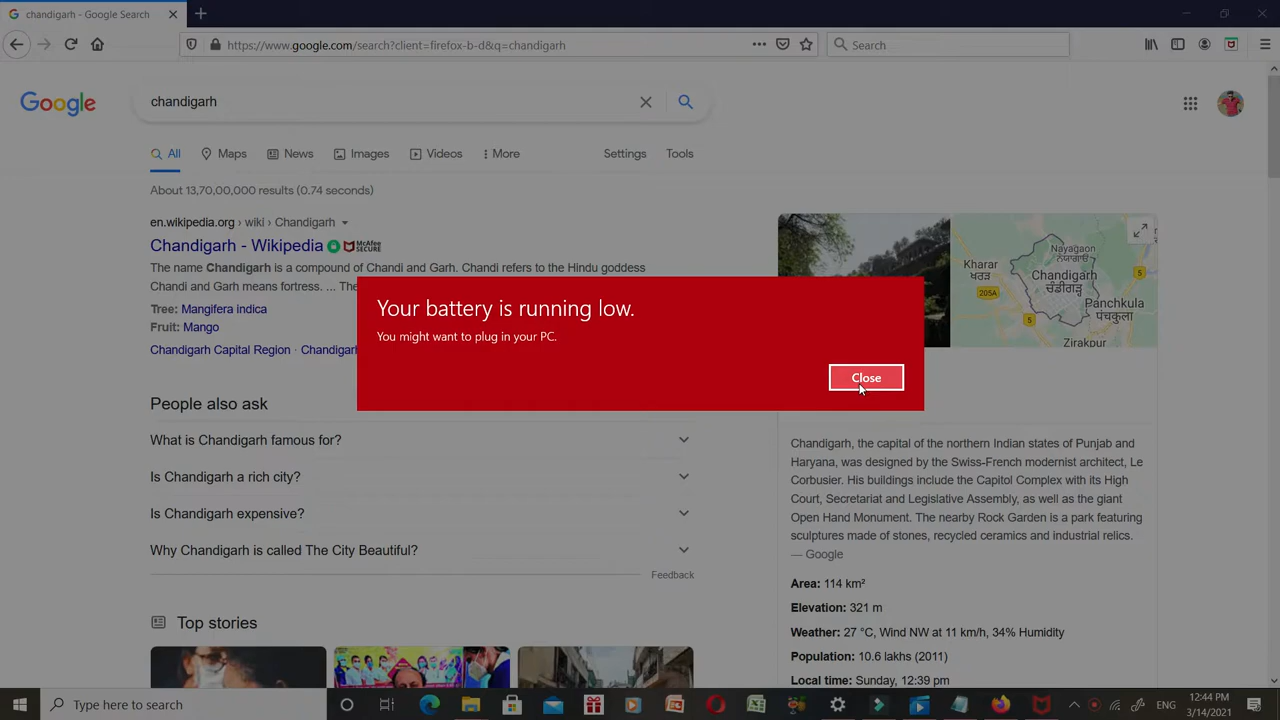 chandigarh - Google Search
https://www.google.com/search?client=firefox-b-d&q=chandigarh
Search
Google
chandigarh
All
Maps
News
Images
Videos
More
Settings
Tools
About 13,70,00,000 results (0.74 seconds)
en.wikipedia.org › wiki › Chandigarh
Chandigarh - Wikipedia
McAfee
SECURE
The name Chandigarh is a compound of Chandi and Garh. Chandi refers to the Hindu goddess
Chandi and Garh means fortress. ... The
Tree: Mangifera indica
Fruit: Mango
Chandigarh Capital Region · Chandigarh
Your battery is running low.
You might want to plug in your PC.
Close
People also ask
What is Chandigarh famous for?
Is Chandigarh a rich city?
Is Chandigarh expensive?
Why Chandigarh is called The City Beautiful?
Feedback
Top stories
Nayagaon
ਨਯਾਗਾਓਂ
Kharar
ਖਰੜ
205A
Chandigarh
ਚੰਡੀਗੜ੍ਹ
5
Panchkula
पंचकुला
5
Zirakpur
Chandigarh, the capital of the northern Indian states of Punjab and
Haryana, was designed by the Swiss-French modernist architect, Le
Corbusier. His buildings include the Capitol Complex with its High
Court, Secretariat and Legislative Assembly, as well as the giant
Open Hand Monument. The nearby Rock Garden is a park featuring
sculptures made of stones, recycled ceramics and industrial relics.
— Google
Area: 114 km²
Elevation: 321 m
Weather: 27 °C, Wind NW at 11 km/h, 34% Humidity
Population: 10.6 lakhs (2011)
Local time: Sunday, 12:39 pm
Type here to search
ENG
12:44 PM
3/14/2021